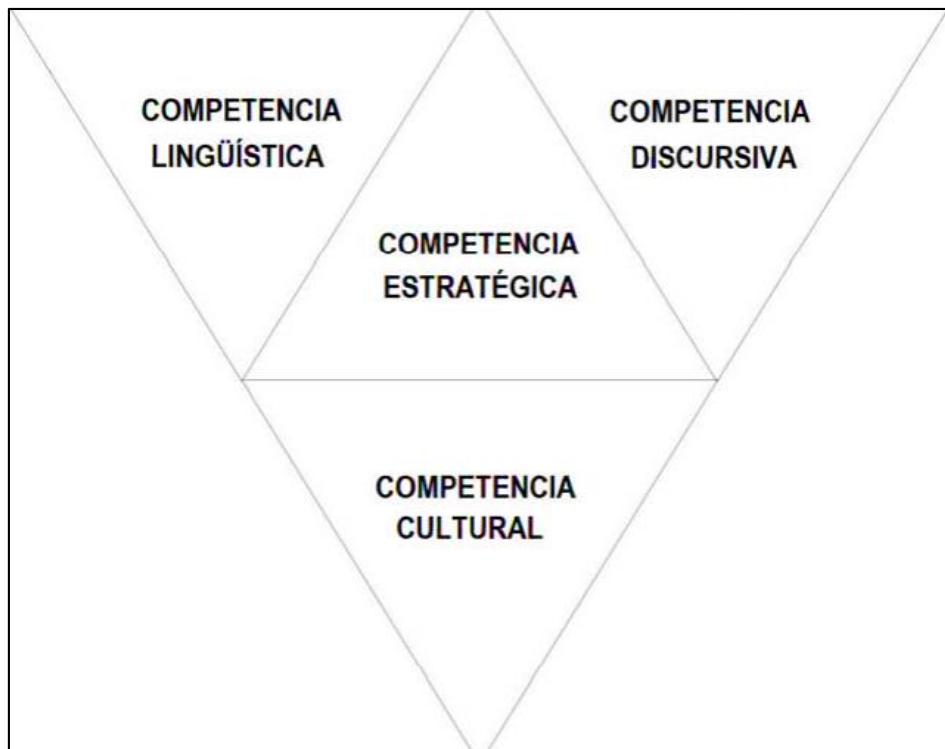 COMPETENCIA
LINGÜÍSTICA
COMPETENCIA
DISCURSIVA
COMPETENCIA
ESTRATÉGICA
COMPETENCIA
CULTURAL